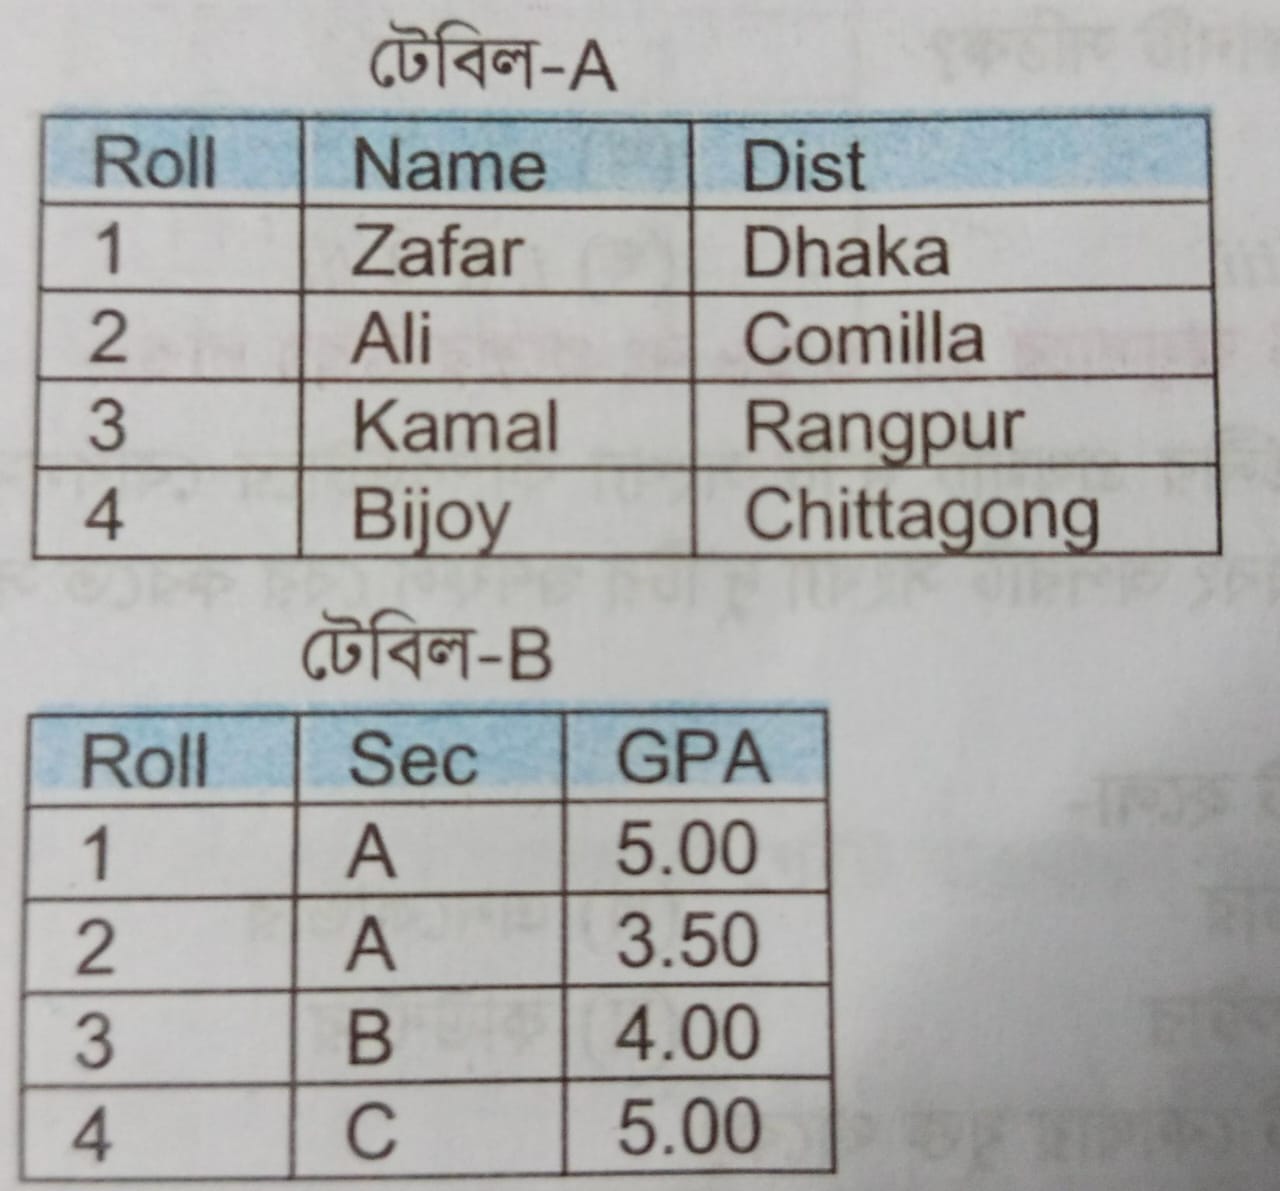 টেবিল-A
Roll Name Dist
1 Zafar Dhaka
2 Ali Comilla
3 Kamal Rangpur
4 Bijoy Chittagong
টেবিল-B
Roll Sec GPA
1 A 5.00
2 A 3.50
3 B 4.00
4 C 5.00